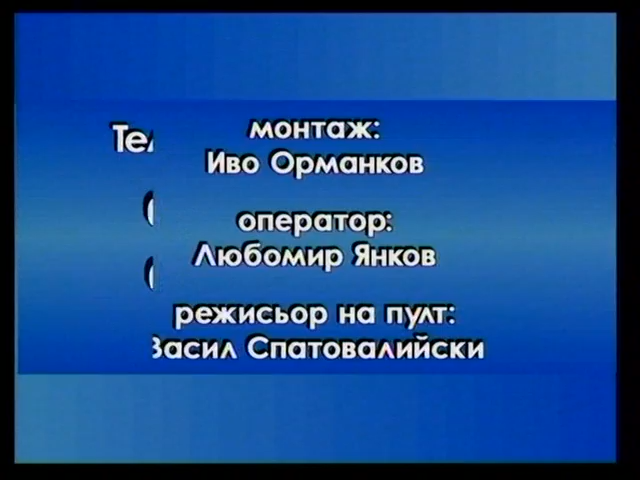 монтаж:
Иво Орманков
оператор:
Любомир Янков
режисьор на пулт:
Васил Спатовалийски